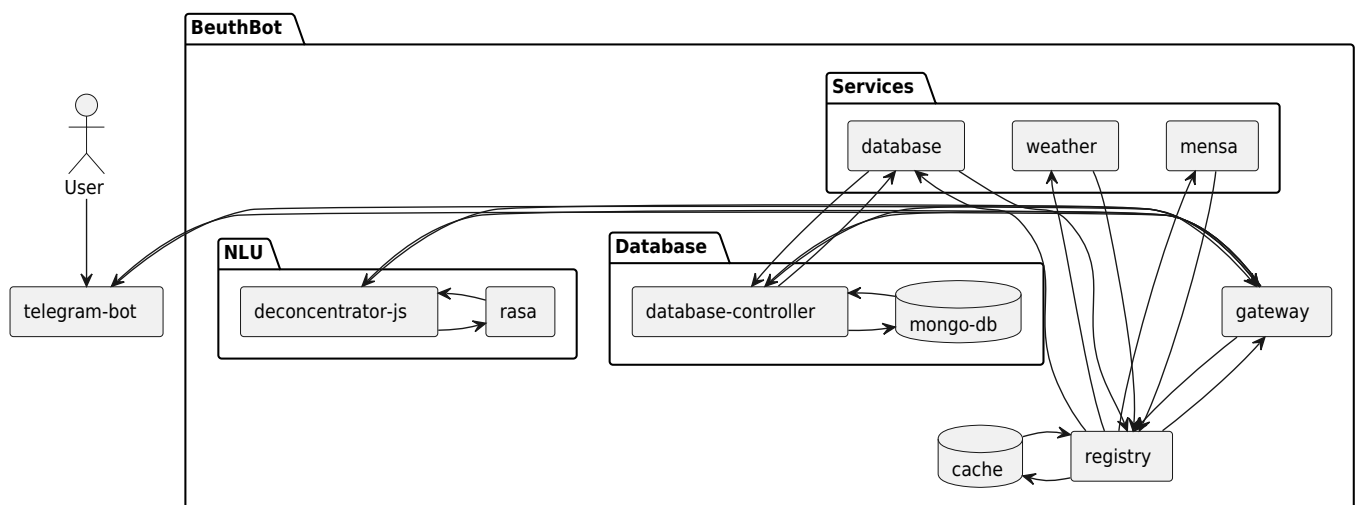 BeuthBot
Services
database
weather
mensa
User
NLU
Database
telegram-bot
deconcentrator-js
rasa
database-controller
mongo-db
gateway
cache
registry